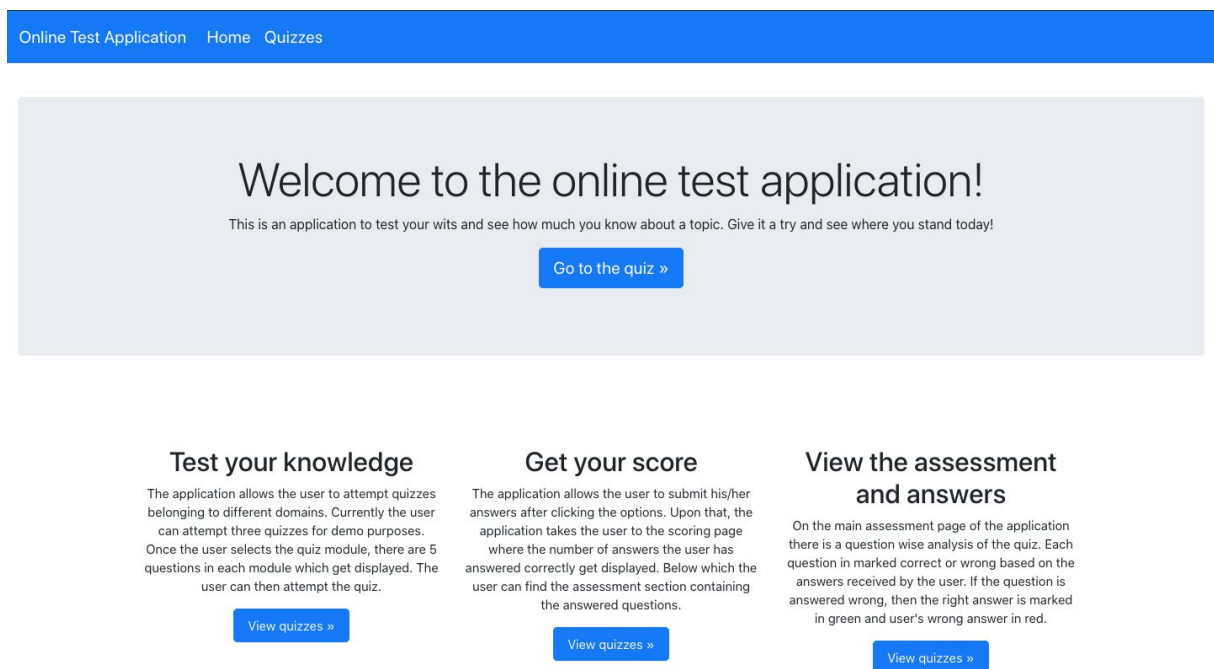 Online Test Application Home Quizzes
Welcome to the online test application!
This is an application to test your wits and see how much you know about a topic. Give it a try and see where you stand today!
Go to the quiz »
Test your knowledge
The application allows the user to attempt quizzes
belonging to different domains. Currently the user
can attempt three quizzes for demo purposes.
Once the user selects the quiz module, there are 5
questions in each module which get displayed. The
user can then attempt the quiz.
View quizzes »
Get your score
The application allows the user to submit his/her
answers after clicking the options. Upon that, the
application takes the user to the scoring page
where the number of answers the user has
answered correctly get displayed. Below which the
user can find the assessment section containing
the answered questions.
View quizzes »
View the assessment
and answers
On the main assessment page of the application
there is a question wise analysis of the quiz. Each
question in marked correct or wrong based on the
answers received by the user. If the question is
answered wrong, then the right answer is marked
in green and user's wrong answer in red.
View quizzes »